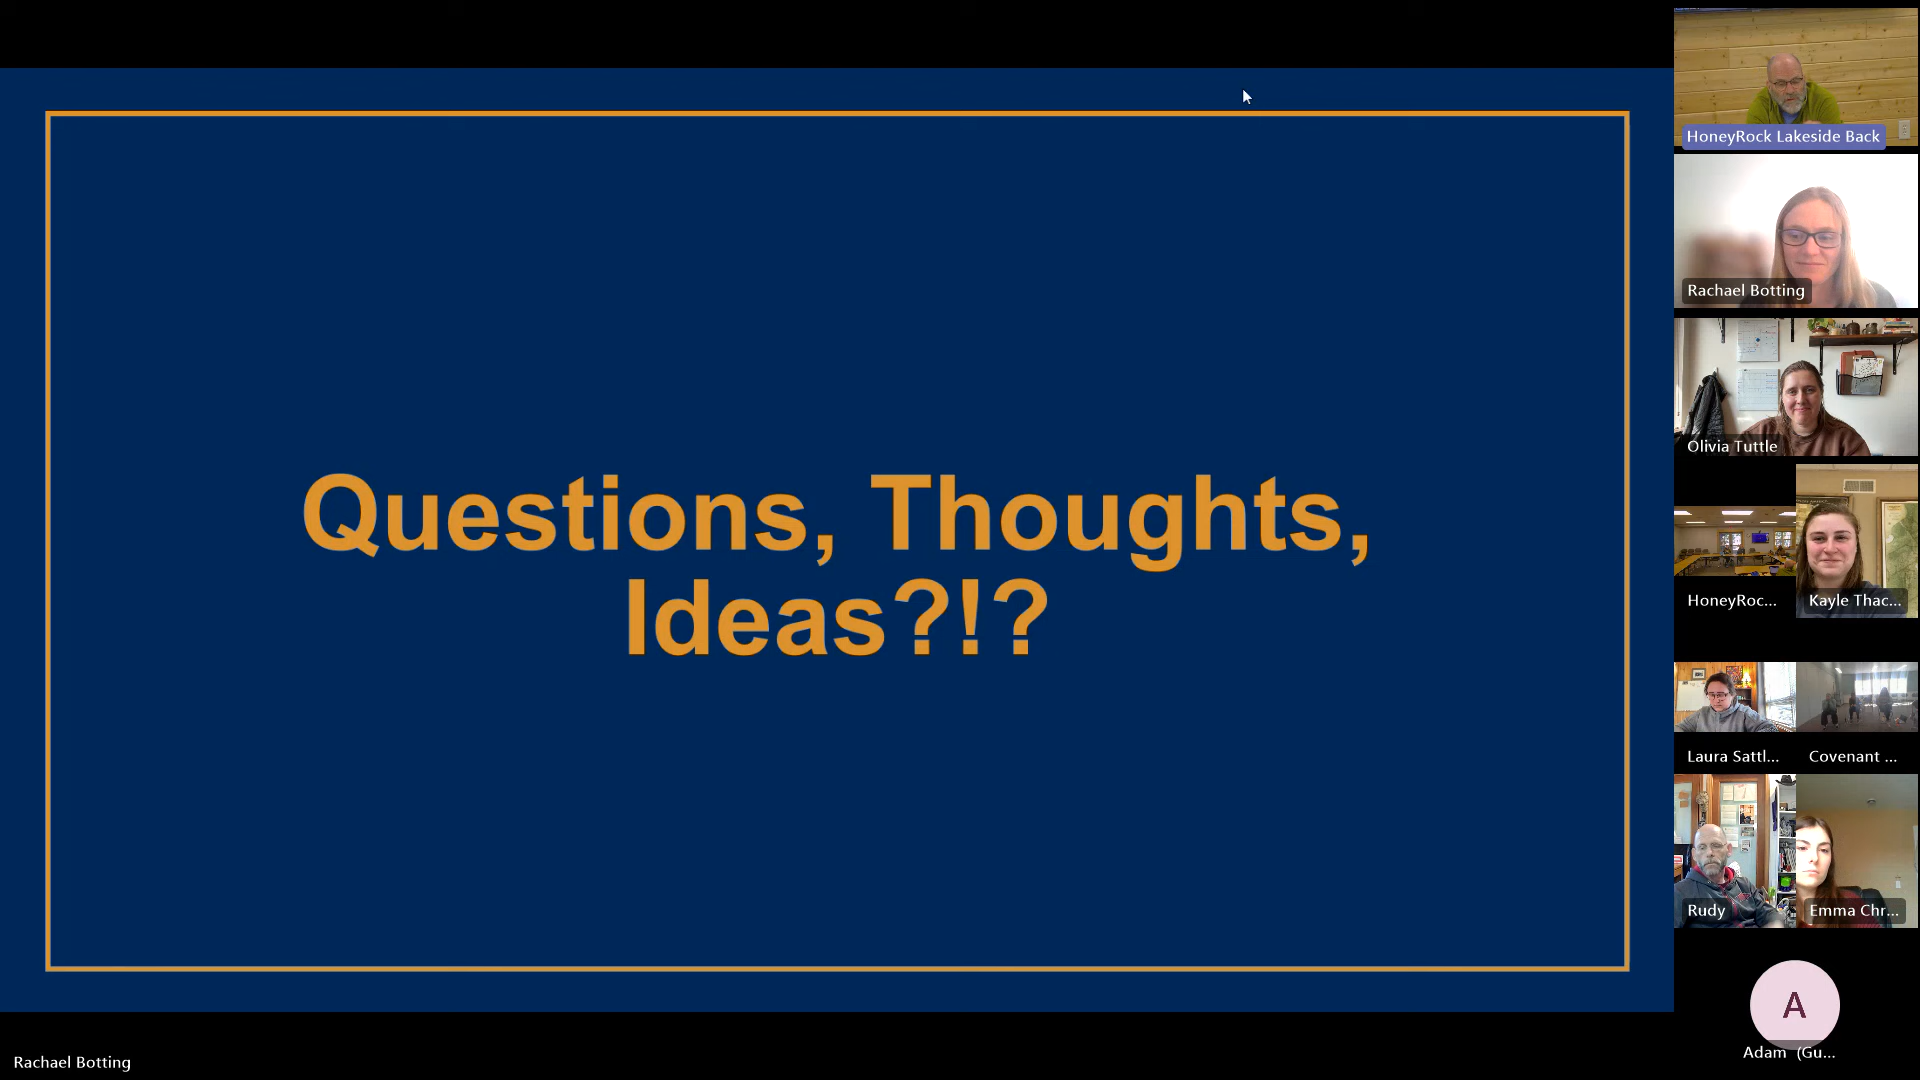 Questions, Thoughts,
Ideas?!?
HoneyRock Lakeside Back
Rachael Botting
Olivia Tuttle
HoneyRoc...
Kayle Thac...
Laura Sattl...
Covenant ...
Rudy
Emma Chr...
A
Adam (Gu...
Rachael Botting